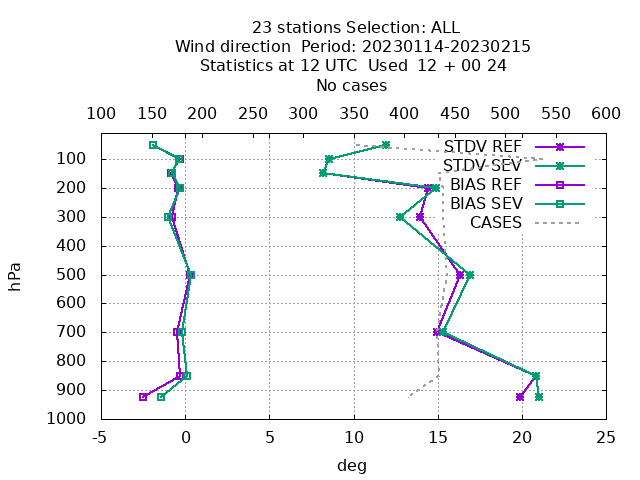 23 stations Selection: ALL
Wind direction  Period: 20230114-20230215
Statistics at 12 UTC  Used  12 + 00 24
No cases
100 150 200 250 300 350 400 450 500 550 600
STDV REF
STDV SEV
BIAS REF
BIAS SEV
CASES
100
200
300
400
500
600
700
800
900
1000
hPa
-5 0 5 10 15 20 25
deg